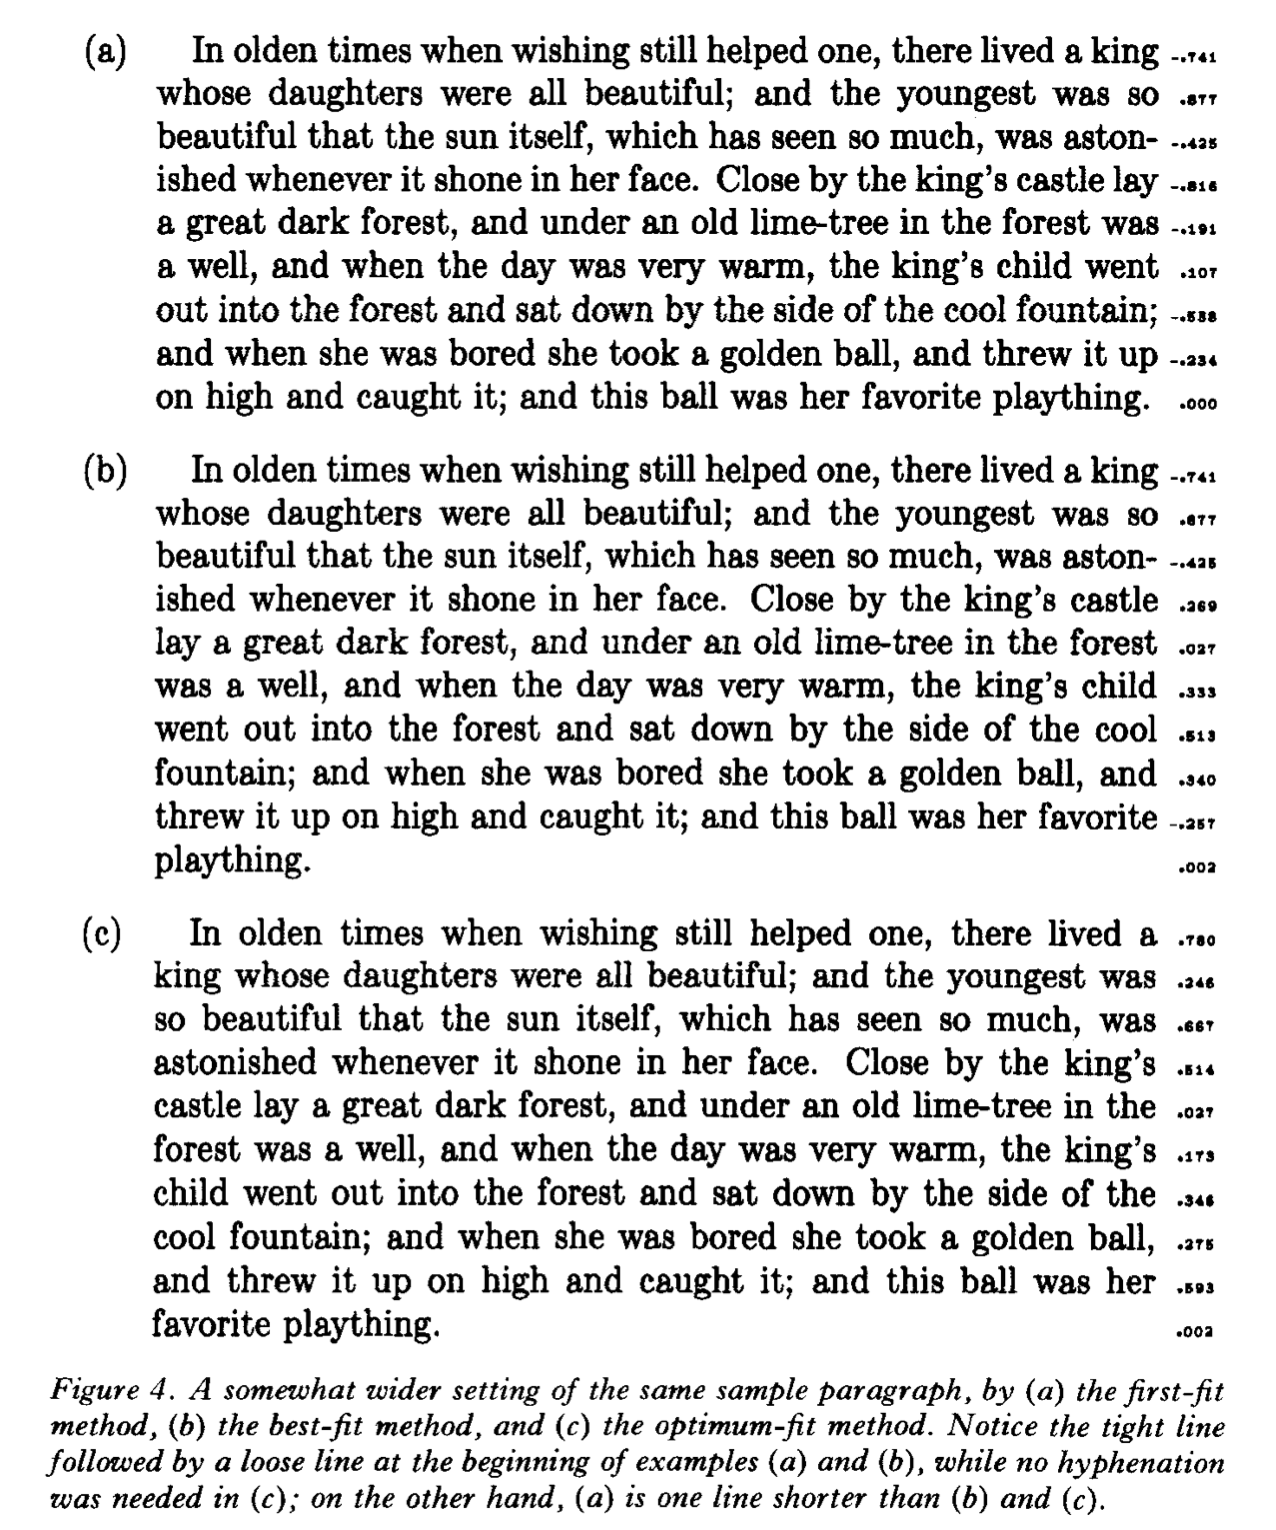 (a) In olden times when wishing still helped one, there lived a king -.741
whose daughters were all beautiful; and the youngest was so .877
beautiful that the sun itself, which has seen so much, was aston- -.425
ished whenever it shone in her face. Close by the king's castle lay -.816
a great dark forest, and under an old lime-tree in the forest was -.191
a well, and when the day was very warm, the king's child went .107
out into the forest and sat down by the side of the cool fountain; -.538
and when she was bored she took a golden ball, and threw it up -.234
on high and caught it; and this ball was her favorite plaything. .000
(b) In olden times when wishing still helped one, there lived a king -.741
whose daughters were all beautiful; and the youngest was so .877
beautiful that the sun itself, which has seen so much, was aston- -.425
ished whenever it shone in her face. Close by the king's castle .269
lay a great dark forest, and under an old lime-tree in the forest .027
was a well, and when the day was very warm, the king's child .333
went out into the forest and sat down by the side of the cool .513
fountain; and when she was bored she took a golden ball, and .340
threw it up on high and caught it; and this ball was her favorite -.257
plaything. .002
(c) In olden times when wishing still helped one, there lived a .780
king whose daughters were all beautiful; and the youngest was .246
so beautiful that the sun itself, which has seen so much, was .667
astonished whenever it shone in her face. Close by the king's .514
castle lay a great dark forest, and under an old lime-tree in the .027
forest was a well, and when the day was very warm, the king's .173
child went out into the forest and sat down by the side of the .346
cool fountain; and when she was bored she took a golden ball, .275
and threw it up on high and caught it; and this ball was her .593
favorite plaything. .002
Figure 4. A somewhat wider setting of the same sample paragraph, by (a) the first-fit
method, (b) the best-fit method, and (c) the optimum-fit method. Notice the tight line
followed by a loose line at the beginning of examples (a) and (b), while no hyphenation
was needed in (c); on the other hand, (a) is one line shorter than (b) and (c).